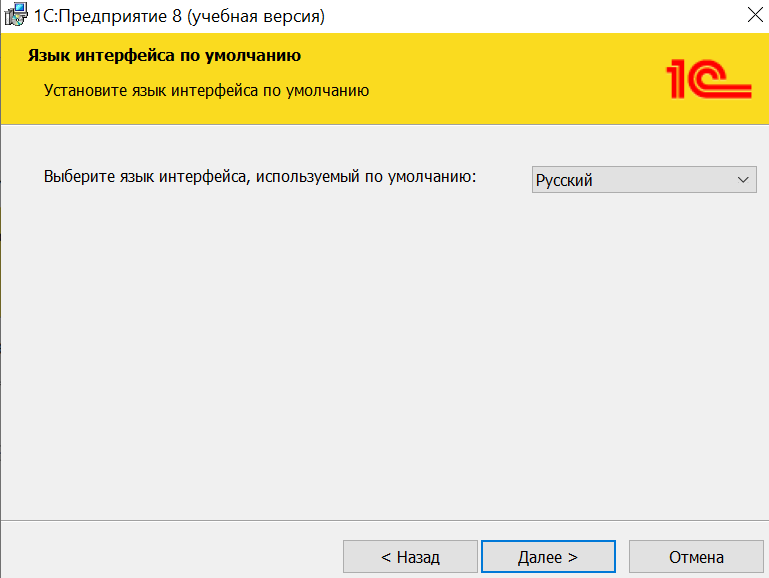 1С:Предприятие 8 (учебная версия)
Язык интерфейса по умолчанию
Установите язык интерфейса по умолчанию
1С
Выберите язык интерфейса, используемый по умолчанию:
Русский
< Назад
Далее >
Отмена